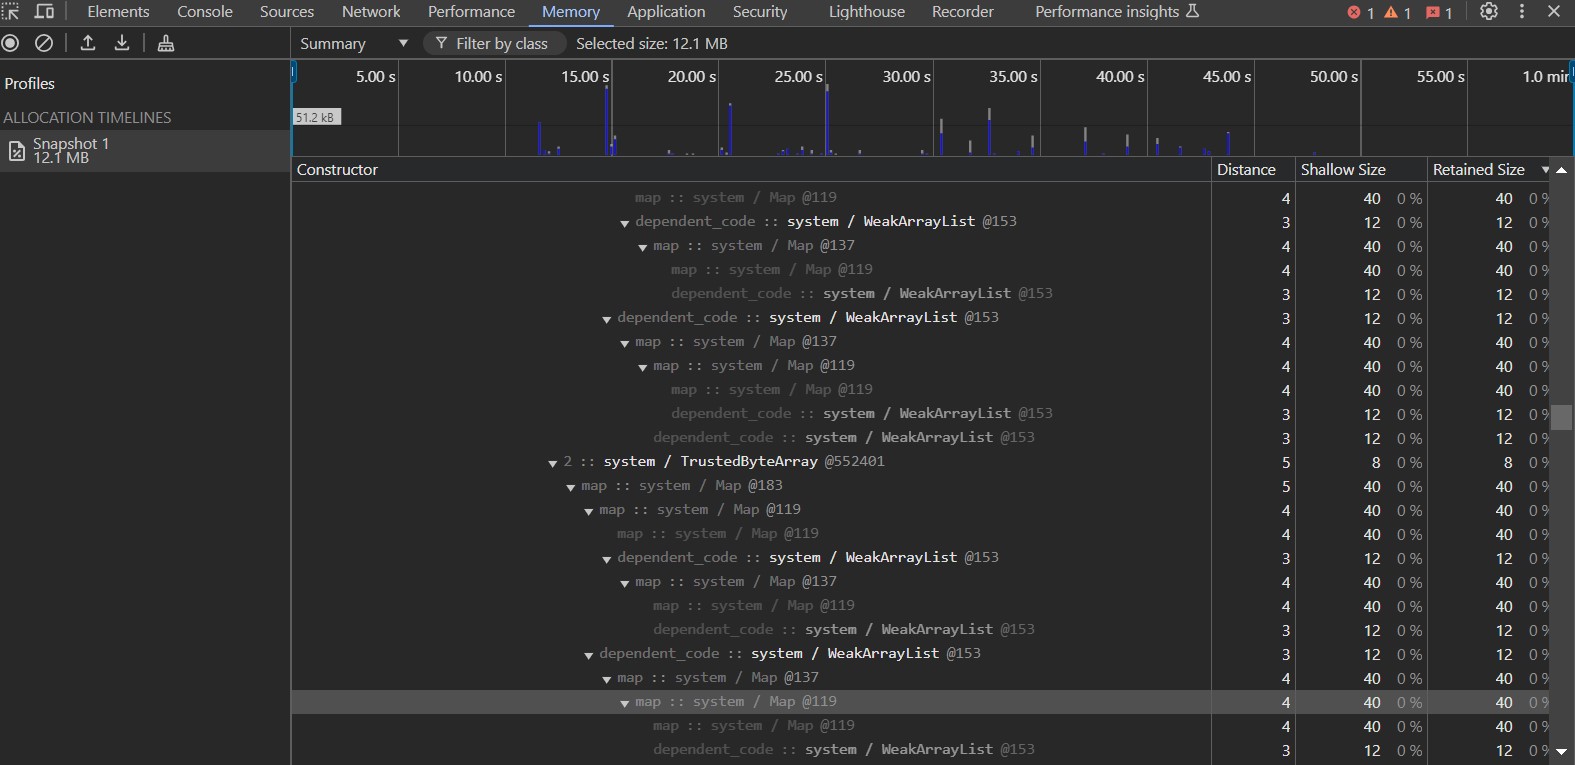 Elements Console Sources Network Performance Memory Application Security Lighthouse Recorder Performance insights 1 1 1
Summary Filter by class Selected size: 12.1 MB
Profiles
ALLOCATION TIMELINES
Snapshot 1
12.1 MB
5.00 s 10.00 s 15.00 s 20.00 s 25.00 s 30.00 s 35.00 s 40.00 s 45.00 s 50.00 s 55.00 s 1.0 min
51.2 kB
Constructor Distance Shallow Size Retained Size
map :: system / Map @119 4 40 0 % 40 0 %
dependent_code :: system / WeakArrayList @153 3 12 0 % 12 0 %
map :: system / Map @137 4 40 0 % 40 0 %
map :: system / Map @119 4 40 0 % 40 0 %
dependent_code :: system / WeakArrayList @153 3 12 0 % 12 0 %
dependent_code :: system / WeakArrayList @153 3 12 0 % 12 0 %
map :: system / Map @137 4 40 0 % 40 0 %
map :: system / Map @119 4 40 0 % 40 0 %
map :: system / Map @119 4 40 0 % 40 0 %
dependent_code :: system / WeakArrayList @153 3 12 0 % 12 0 %
dependent_code :: system / WeakArrayList @153 3 12 0 % 12 0 %
2 :: system / TrustedByteArray @552401 5 8 0 % 8 0 %
map :: system / Map @183 5 40 0 % 40 0 %
map :: system / Map @119 4 40 0 % 40 0 %
map :: system / Map @119 4 40 0 % 40 0 %
dependent_code :: system / WeakArrayList @153 3 12 0 % 12 0 %
map :: system / Map @137 4 40 0 % 40 0 %
map :: system / Map @119 4 40 0 % 40 0 %
dependent_code :: system / WeakArrayList @153 3 12 0 % 12 0 %
dependent_code :: system / WeakArrayList @153 3 12 0 % 12 0 %
map :: system / Map @137 4 40 0 % 40 0 %
map :: system / Map @119 4 40 0 % 40 0 %
map :: system / Map @119 4 40 0 % 40 0 %
dependent_code :: system / WeakArrayList @153 3 12 0 % 12 0 %